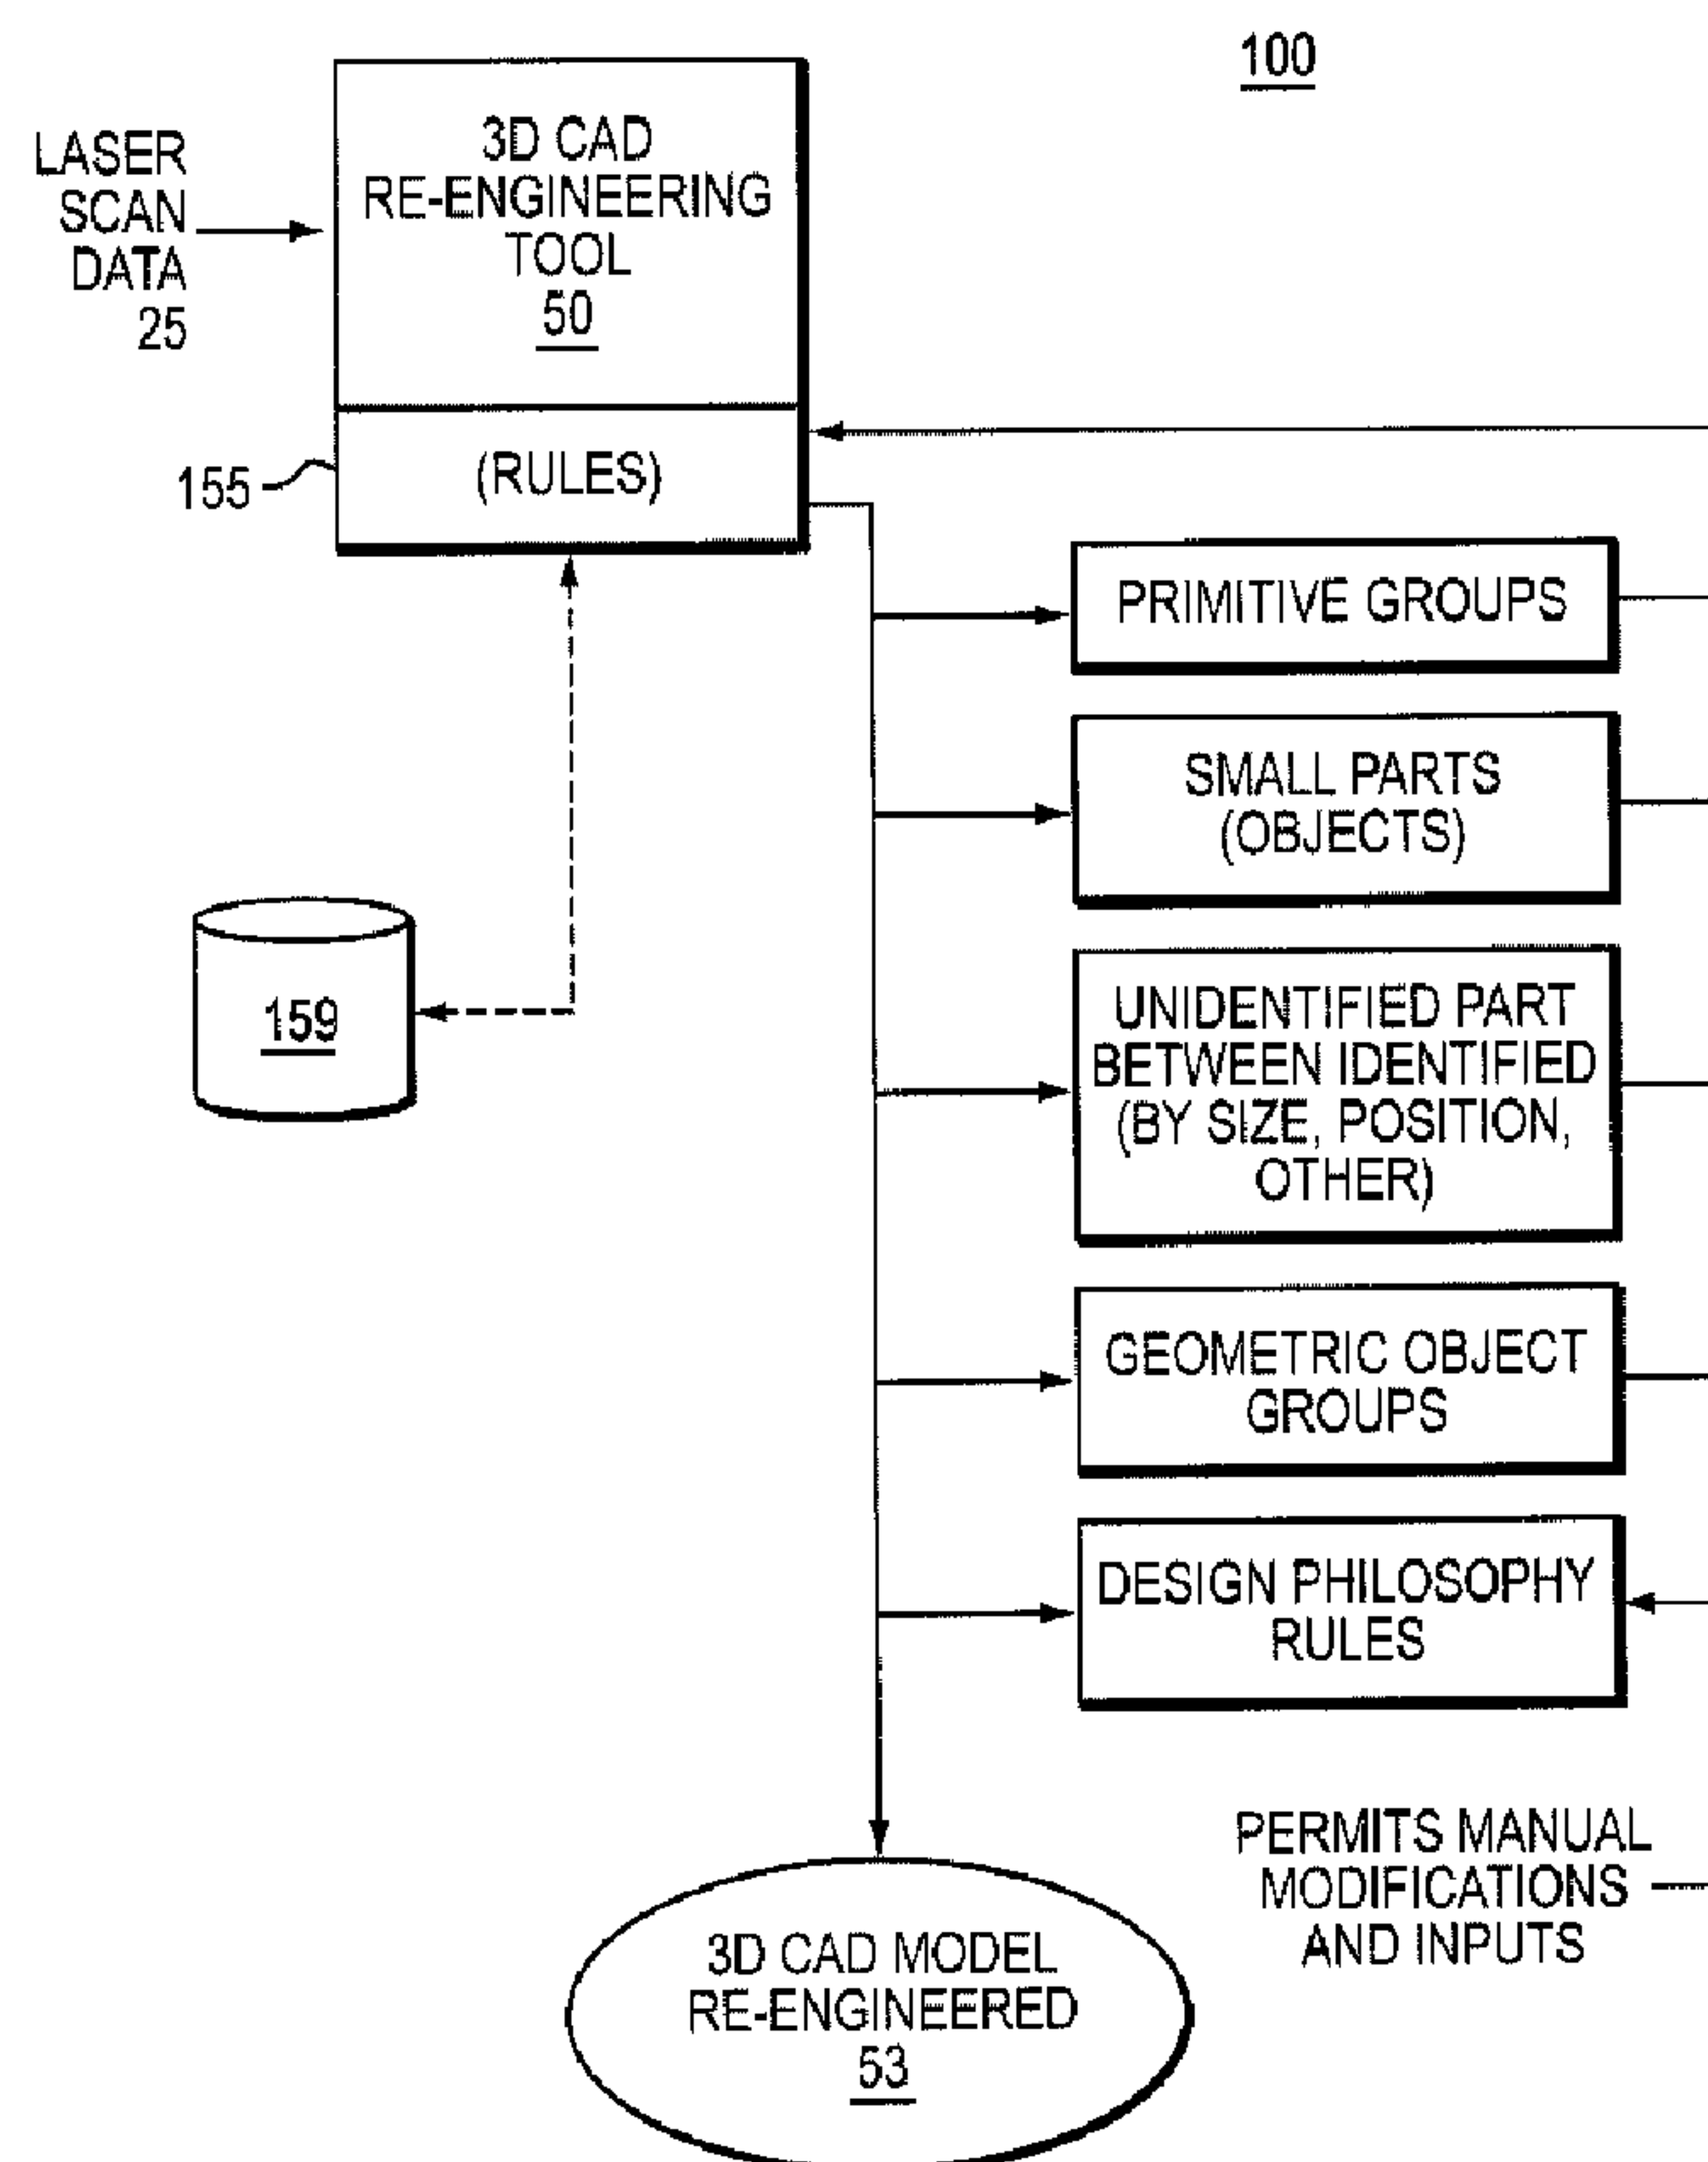 100
LASER
SCAN
DATA
25
3D CAD
RE-ENGINEERING
TOOL
50
155
(RULES)
PRIMITIVE GROUPS
SMALL PARTS
(OBJECTS)
159
UNIDENTIFIED PART
BETWEEN IDENTIFIED
(BY SIZE, POSITION,
OTHER)
GEOMETRIC OBJECT
GROUPS
DESIGN PHILOSOPHY
RULES
PERMITS MANUAL
MODIFICATIONS
AND INPUTS
3D CAD MODEL
RE-ENGINEERED
53